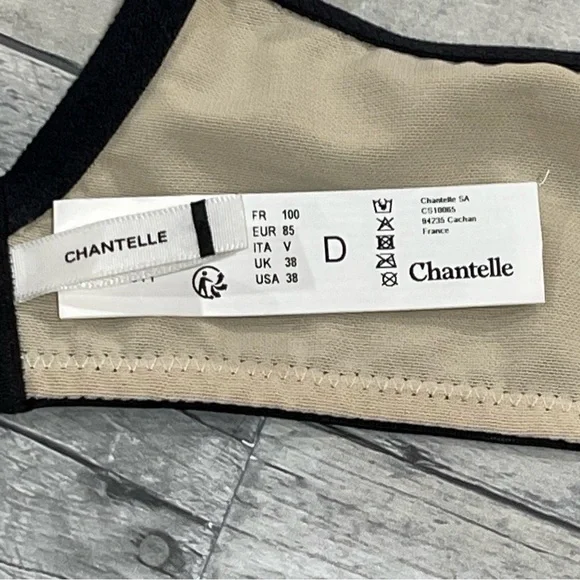 CHANTELLE
FR 100
EUR 85
ITA V
UK 38
USA 38
D
Chantelle SA
CS10065
94235 Cachan
France
Chantelle